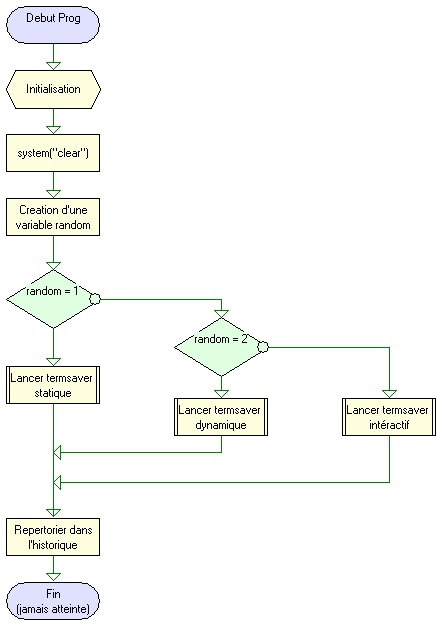 Debut Prog
Initialisation
system("clear")
Creation d'une
variable random
random = 1
random = 2
Lancer termsaver
statique
Lancer termsaver
dynamique
Lancer termsaver
intéractif
Repertorier dans
l'historique
Fin
(jamais atteinte)